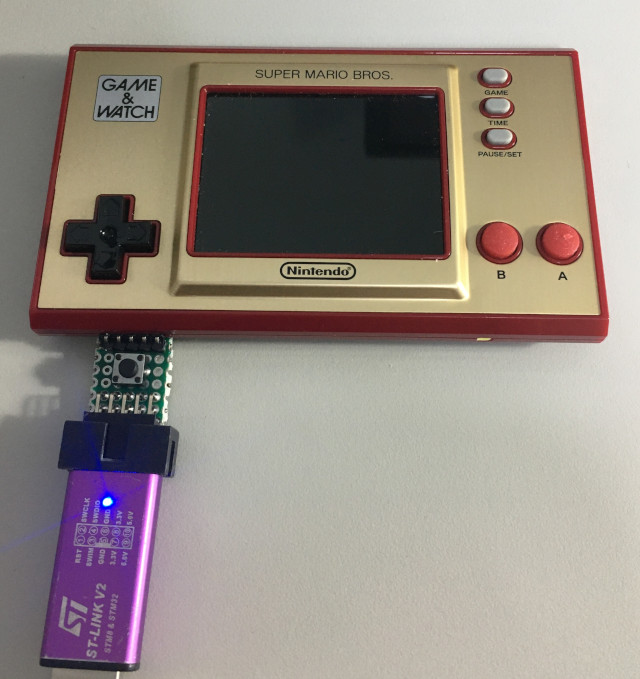 SUPER MARIO BROS.
GAME
&
WATCH
GAME
TIME
PAUSE/SET
B
A
Nintendo
RST
SWCLK
SWIM
SWDIO
GND
GND
3.3V
3.3V
5.0V
5.0V
ST
ST-LINK V2
STM8 & STM32